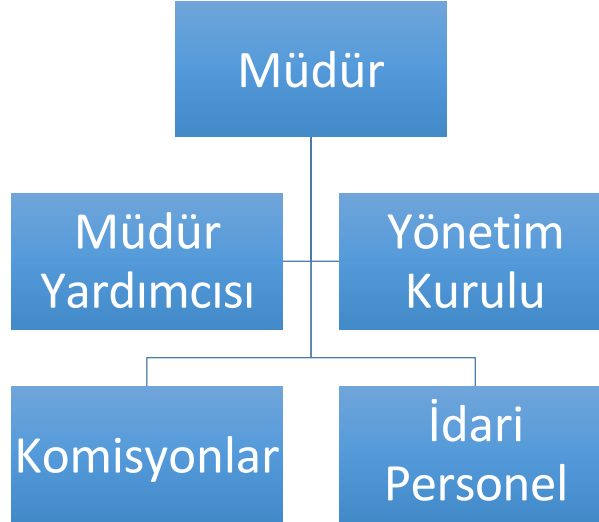 Müdür
Müdür
Yardımcısı
Yönetim
Kurulu
Komisyonlar
İdari
Personel